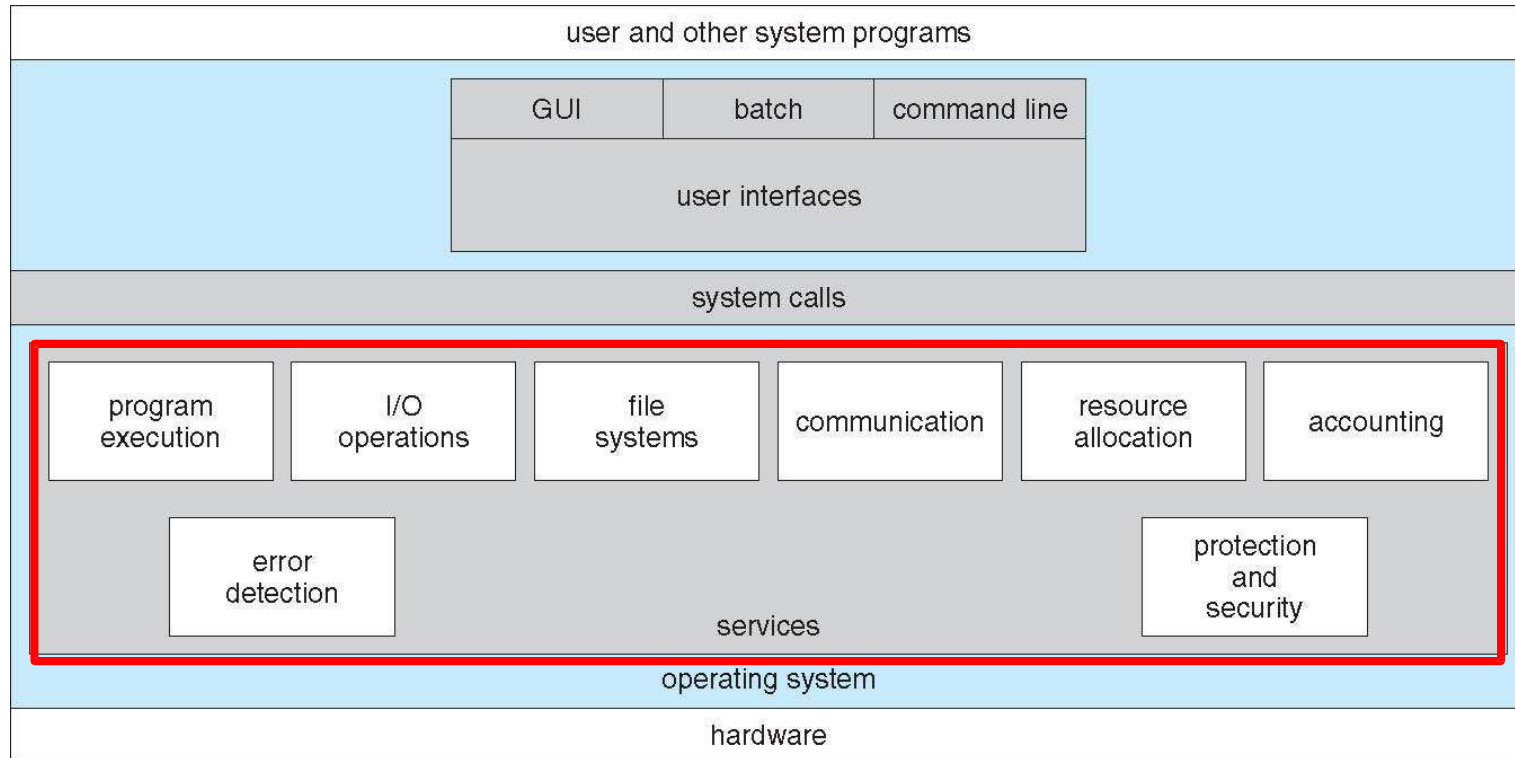 user and other system programs
GUI
batch
command line
user interfaces
system calls
program
execution
I/O
operations
file
systems
communication
resource
allocation
accounting
error
detection
protection
and
security
services
operating system
hardware